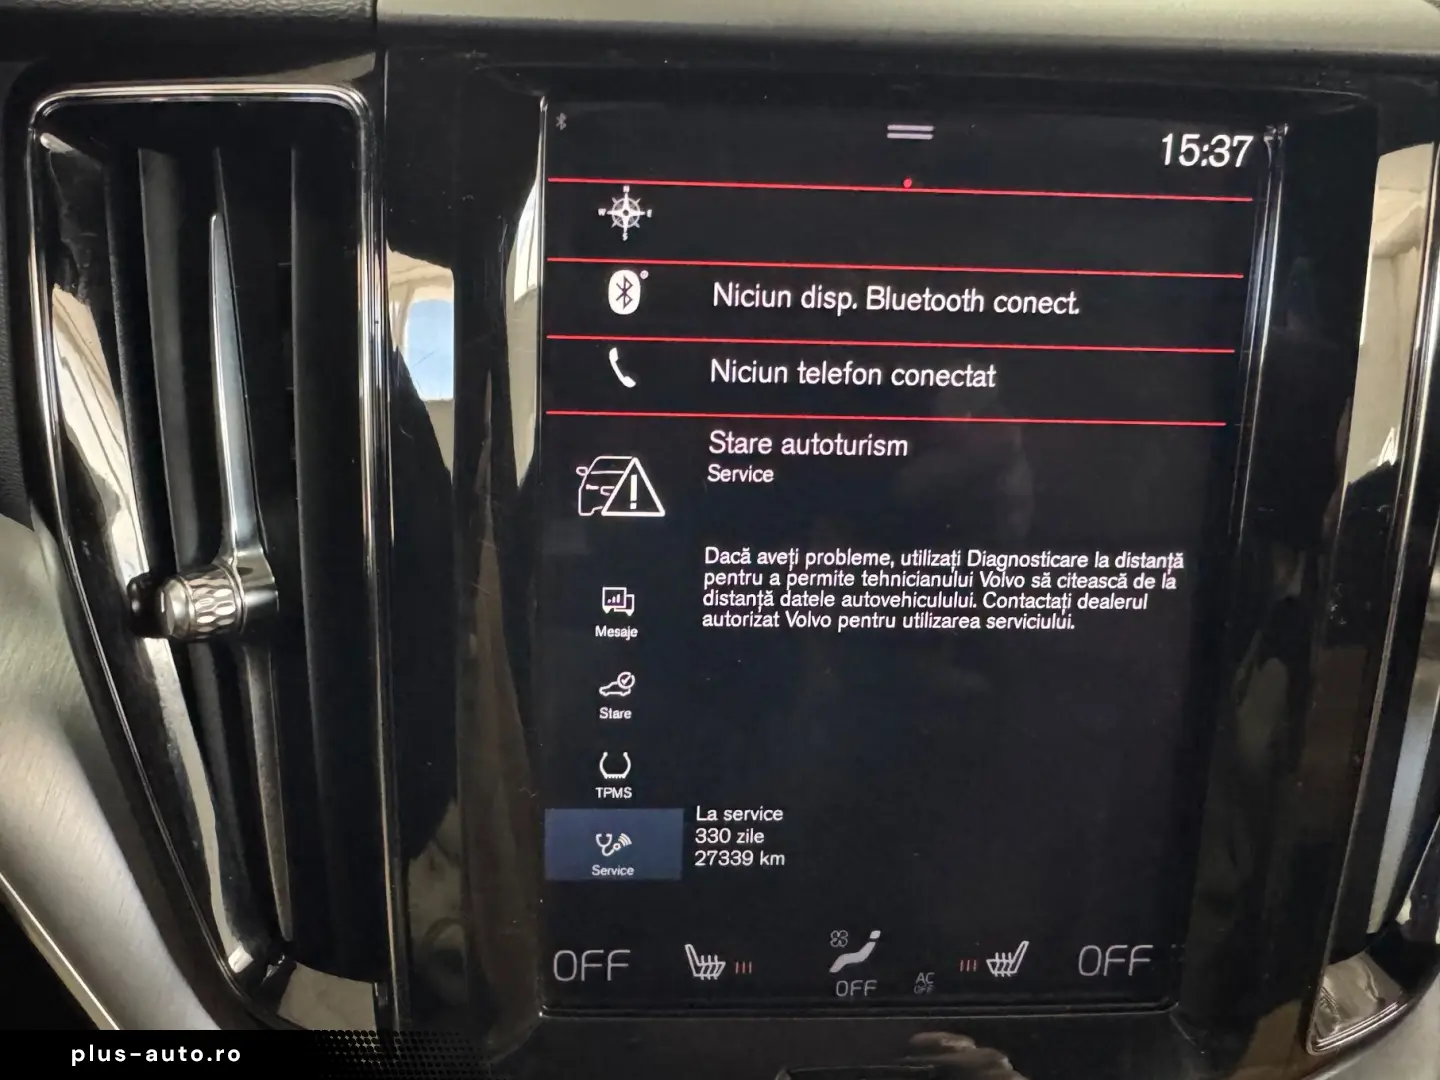 15:37
N
W E
S
Niciun disp. Bluetooth conect.
Niciun telefon conectat
Stare autoturism
Service
Dacă aveți probleme, utilizați Diagnosticare la distanță
pentru a permite tehnicianului Volvo să citească de la
distanță datele autovehiculului. Contactați dealerul
autorizat Volvo pentru utilizarea serviciului.
Mesaje
Stare
TPMS
La service
330 zile
27339 km
Service
OFF
OFF
AC
OFF
OFF
plus-auto.ro